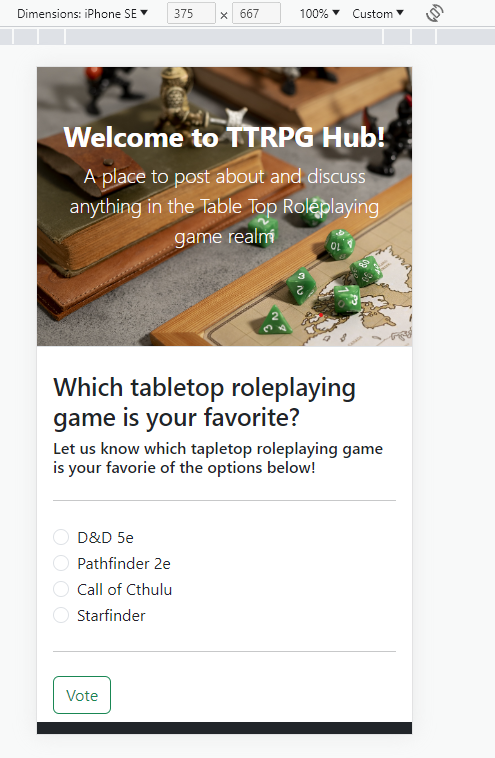 Dimensions: iPhone SE 375 x 667 100% Custom
Welcome to TTRPG Hub!
A place to post about and discuss
anything in the Table Top Roleplaying
game realm
Which tabletop roleplaying
game is your favorite?
Let us know which tapletop roleplaying game
is your favorie of the options below!
D&D 5e
Pathfinder 2e
Call of Cthulu
Starfinder
Vote